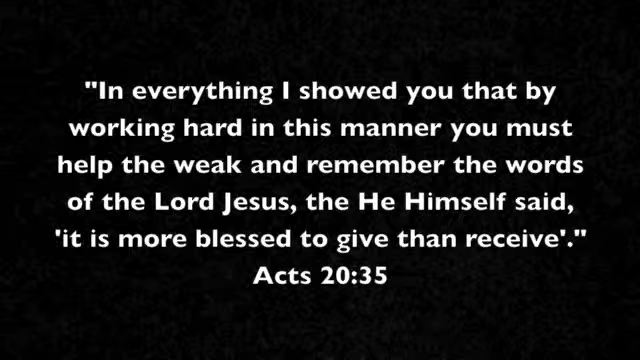 "In everything I showed you that by
working hard in this manner you must
help the weak and remember the words
of the Lord Jesus, the He Himself said,
'it is more blessed to give than receive'."
Acts 20:35